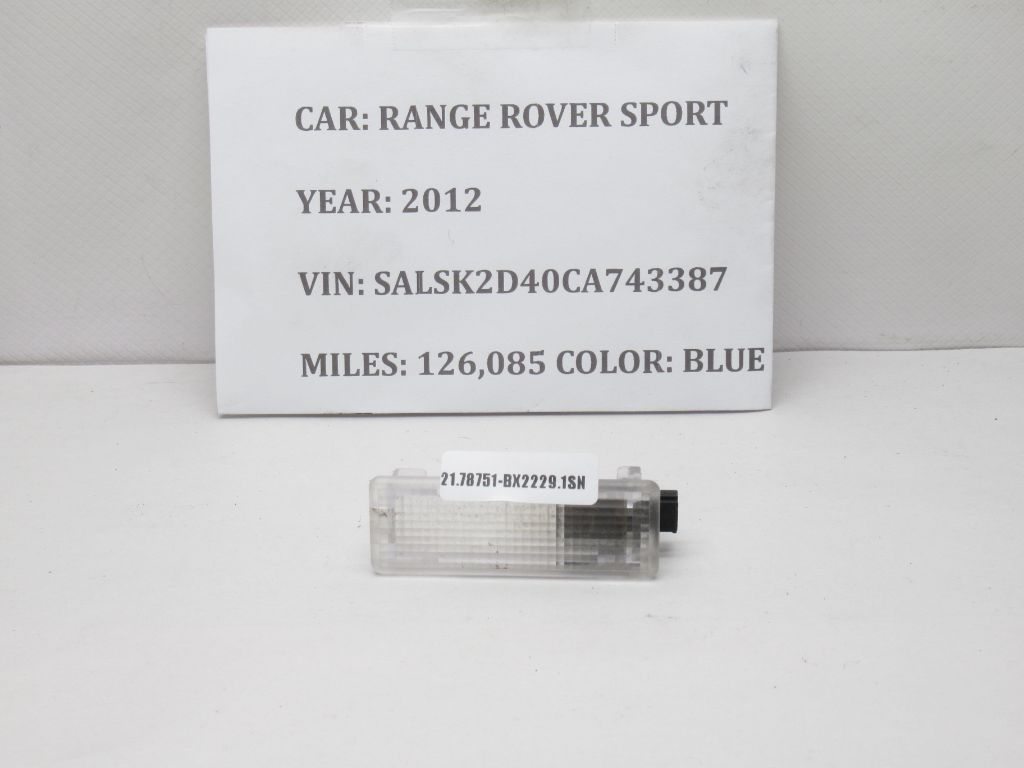 CAR: RANGE ROVER SPORT
YEAR: 2012
VIN: SALSK2D40CA743387
MILES: 126,085 COLOR: BLUE
21.78751-BX2229.1SN